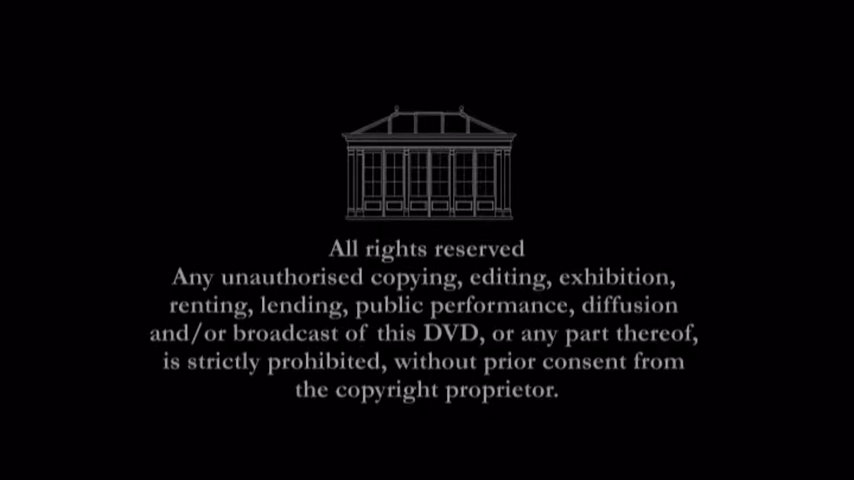 All rights reserved
Any unauthorised copying, editing, exhibition,
renting, lending, public performance, diffusion
and/or broadcast of this DVD, or any part thereof,
is strictly prohibited, without prior consent from
the copyright proprietor.